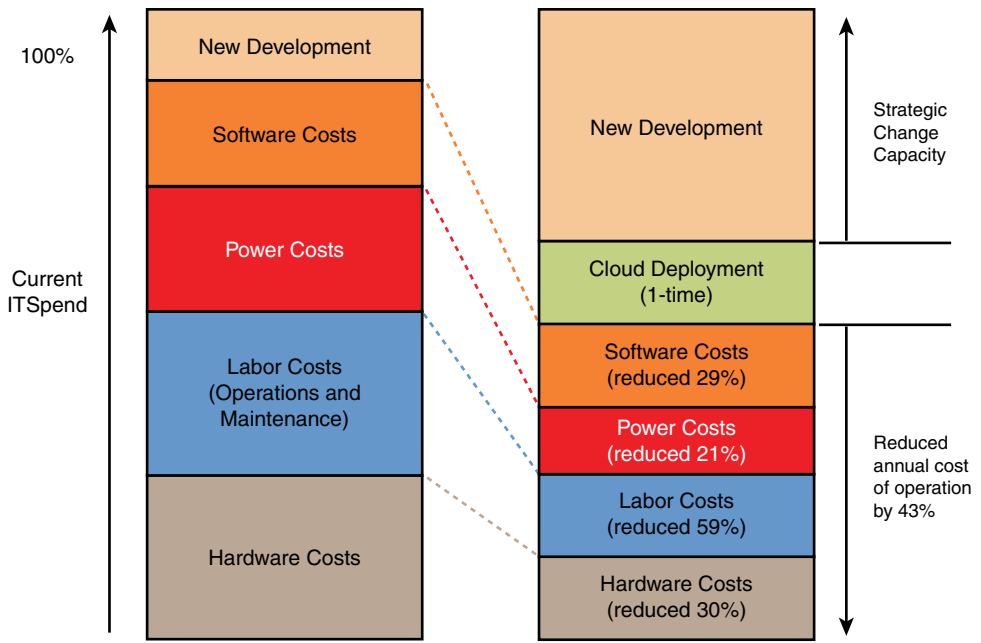 100%
Current
ITSpend
New Development
Software Costs
Power Costs
Labor Costs
(Operations and
Maintenance)
Hardware Costs
New Development
Cloud Deployment
(1-time)
Software Costs
(reduced 29%)
Power Costs
(reduced 21%)
Labor Costs
(reduced 59%)
Hardware Costs
(reduced 30%)
Strategic
Change
Capacity
Reduced
annual cost
of operation
by 43%